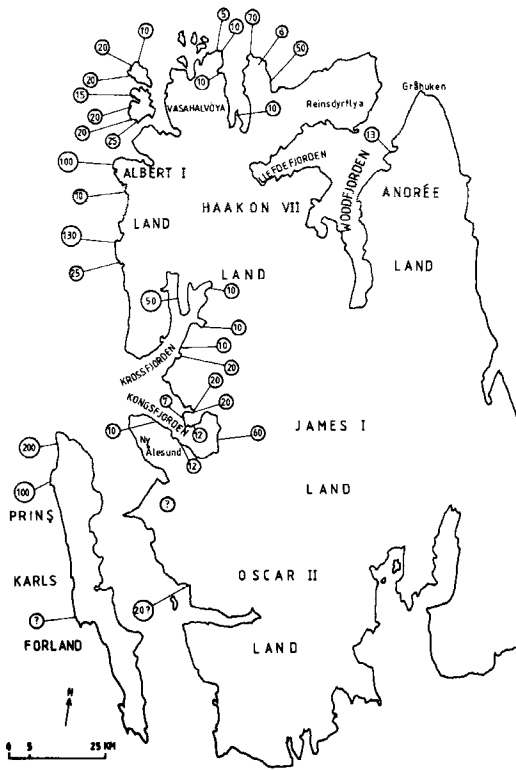 5
70
10
10
6
20
50
20
10
15
VASAHALVÖYA
Reinsdyrflya
Gråhuken
20
10
20
25
13
LIEFDEFJORDEN
100
ALBERT I
WOODFJORDEN
ANDRÉE
10
HAAKON VII
LAND
130
LAND
25
LAND
50
10
10
10
KROSSFJORDEN
20
20
7
20
KONGSFJORDEN
12
JAMES I
10
60
Ny
Ålesund
12
200
100
LAND
PRINS
?
OSCAR II
KARLS
20?
?
FORLAND
LAND
N
0 5 25 KM